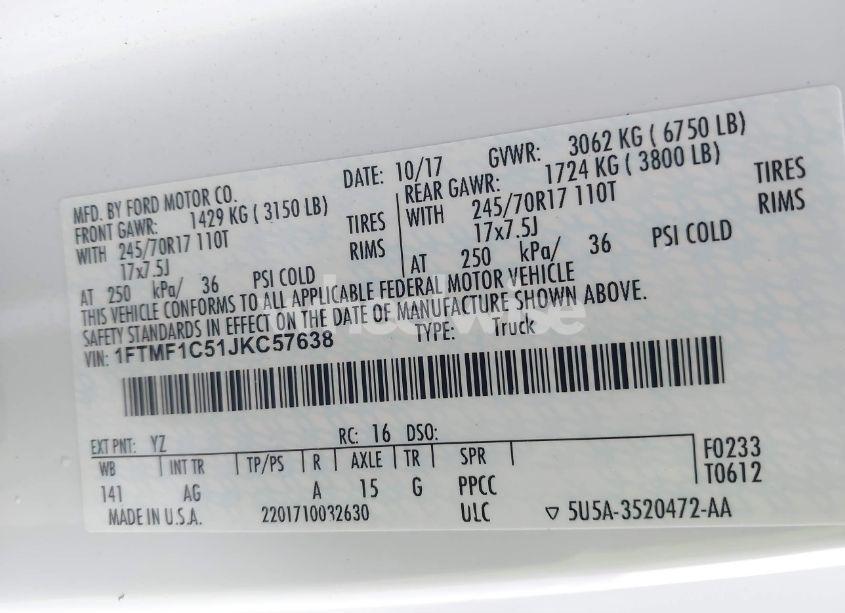 MFD. BY FORD MOTOR CO. DATE: 10/17 GVWR: 3062 KG ( 6750 LB)
FRONT GAWR: 1429 KG ( 3150 LB) REAR GAWR: 1724 KG ( 3800 LB)
WITH 245/70R17 110T TIRES WITH 245/70R17 110T TIRES
17x7.5J RIMS 17x7.5J RIMS
AT 250 kPa/ 36 PSI COLD AT 250 kPa/ 36 PSI COLD
THIS VEHICLE CONFORMS TO ALL APPLICABLE FEDERAL MOTOR VEHICLE
SAFETY STANDARDS IN EFFECT ON THE DATE OF MANUFACTURE SHOWN ABOVE.
VIN: 1FTMF1C51JKC57638 TYPE: Truck
EXT PNT: YZ RC: 16 DSO:
WB INT TR TP/PS R AXLE TR SPR F0233
141 AG A 15 G PPCC T0612
MADE IN U.S.A. 2201710032630 ULC ▽ 5U5A-3520472-AA